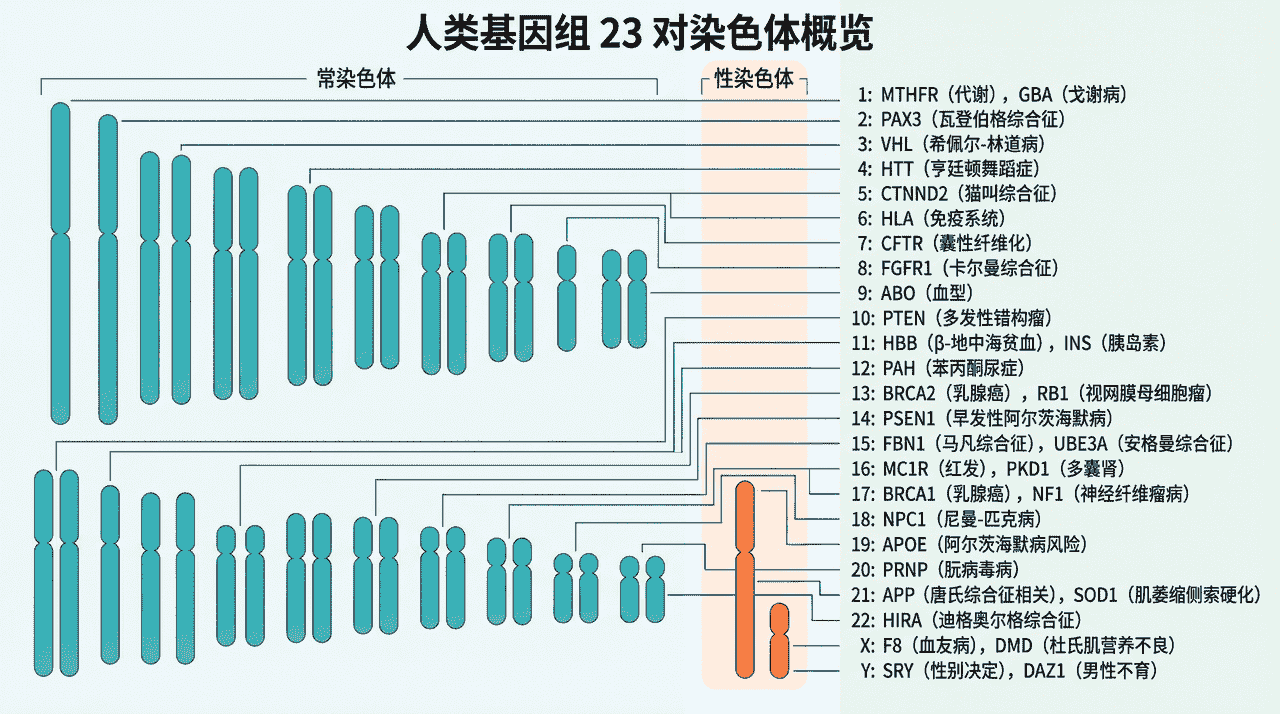 人类基因组 23 对染色体概览
常染色体
性染色体
1: MTHFR（代谢），GBA（戈谢病）
2: PAX3（瓦登伯格综合征）
3: VHL（希佩尔-林道病）
4: HTT（亨廷顿舞蹈症）
5: CTNND2（猫叫综合征）
6: HLA（免疫系统）
7: CFTR（囊性纤维化）
8: FGFR1（卡尔曼综合征）
9: ABO（血型）
10: PTEN（多发性错构瘤）
11: HBB（β-地中海贫血），INS（胰岛素）
12: PAH（苯丙酮尿症）
13: BRCA2（乳腺癌），RB1（视网膜母细胞瘤）
14: PSEN1（早发性阿尔茨海默病）
15: FBN1（马凡综合征），UBE3A（安格曼综合征）
16: MC1R（红发），PKD1（多囊肾）
17: BRCA1（乳腺癌），NF1（神经纤维瘤病）
18: NPC1（尼曼-匹克病）
19: APOE（阿尔茨海默病风险）
20: PRNP（朊病毒病）
21: APP（唐氏综合征相关），SOD1（肌萎缩侧索硬化）
22: HIRA（迪格奥尔格综合征）
X: F8（血友病），DMD（杜氏肌营养不良）
Y: SRY（性别决定），DAZ1（男性不育）